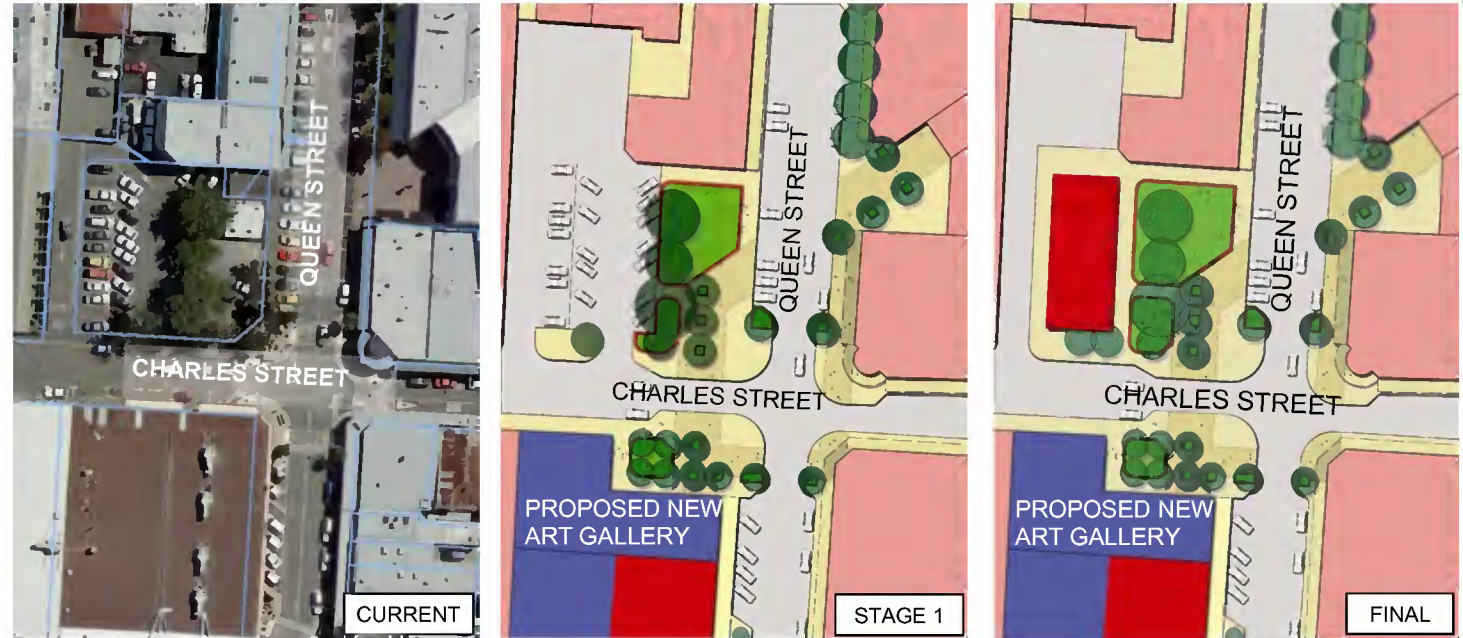 QUEEN STREET
CHARLES STREET
CURRENT
QUEEN STREET
CHARLES STREET
PROPOSED NEW
ART GALLERY
STAGE 1
QUEEN STREET
CHARLES STREET
PROPOSED NEW
ART GALLERY
FINAL